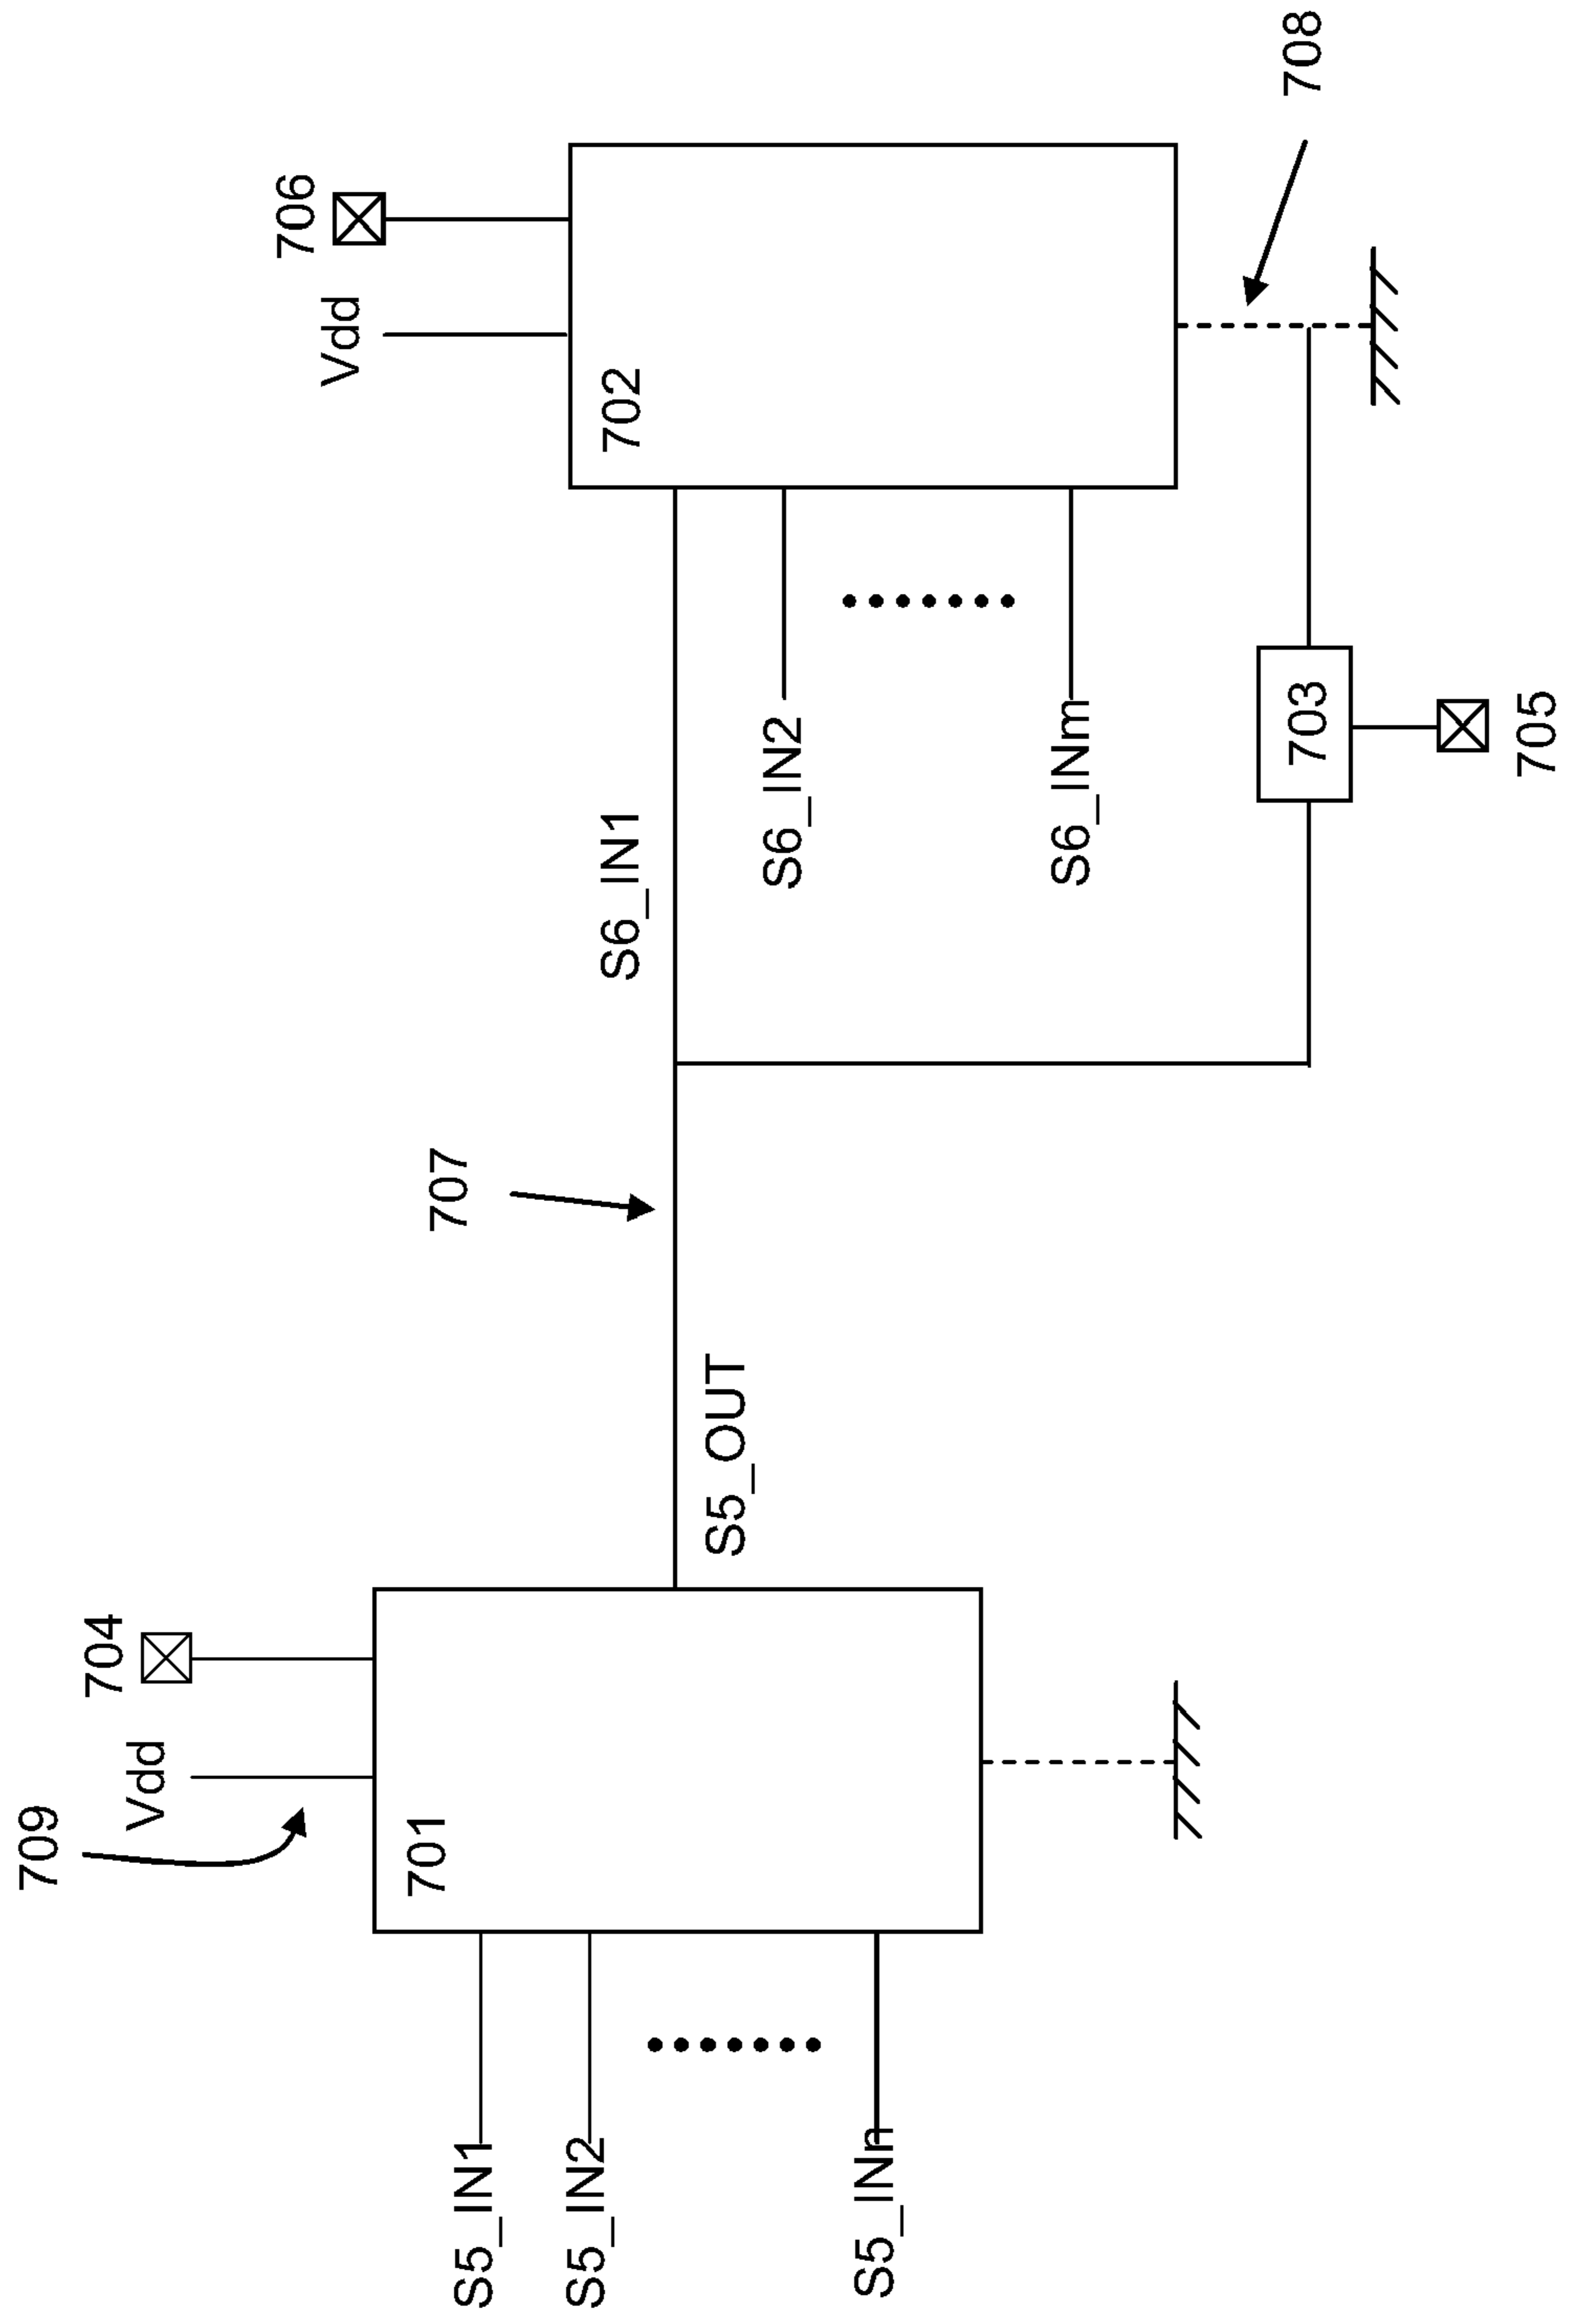 709
Vdd
704
701
S5_IN1
S5_IN2
S5_INn
S5_OUT
707
S6_IN1
S6_IN2
S6_INm
702
Vdd
706
703
705
708